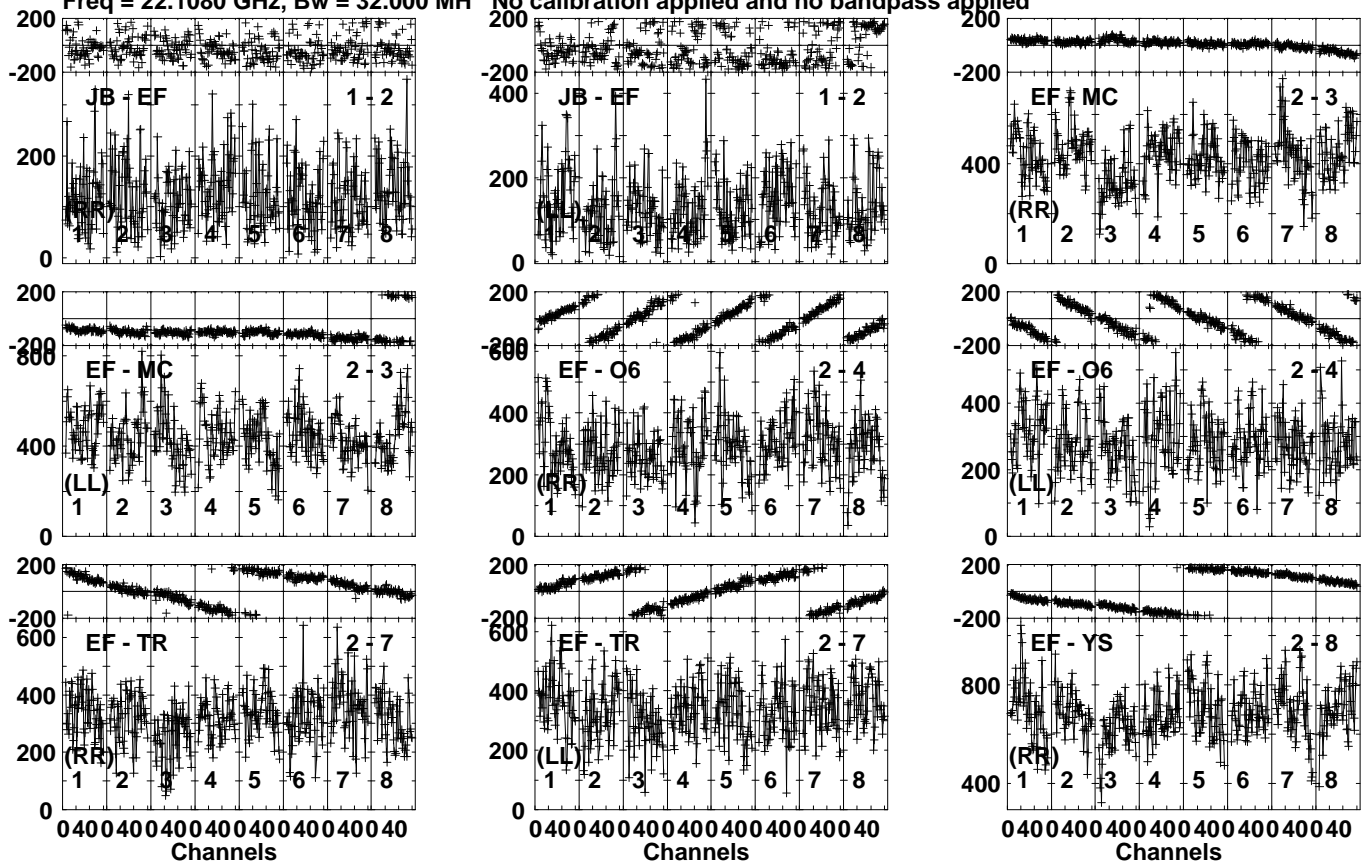 Freq = 22.1080 GHz, Bw = 32.000 MH No calibration applied and no bandpass applied
200
-200
JB - EF 1 - 2
200
(RR)
1 2 3 4 5 6 7 8
0
200
-200
400
JB - EF 1 - 2
200
(LL)
1 2 3 4 5 6 7 8
0
200
-200
EF - MC 2 - 3
400
(RR)
1 2 3 4 5 6 7 8
0
200
-200
800
EF - MC 2 - 3
400
(LL)
1 2 3 4 5 6 7 8
0
200
-200
600
EF - O6 2 - 4
400
200
(RR)
1 2 3 4 5 6 7 8
0
200
-200
EF - O6 2 - 4
400
200
(LL)
1 2 3 4 5 6 7 8
0
200
-200
600
EF - TR 2 - 7
400
200
(RR)
1 2 3 4 5 6 7 8
0
0 40 0 40 0 40 0 40 0 40 0 40 0 40 0 40
Channels
200
-200
600
EF - TR 2 - 7
400
200
(LL)
1 2 3 4 5 6 7 8
0
0 40 0 40 0 40 0 40 0 40 0 40 0 40 0 40
Channels
200
-200
EF - YS 2 - 8
800
(RR)
400
1 2 3 4 5 6 7 8
0 40 0 40 0 40 0 40 0 40 0 40 0 40 0 40
Channels